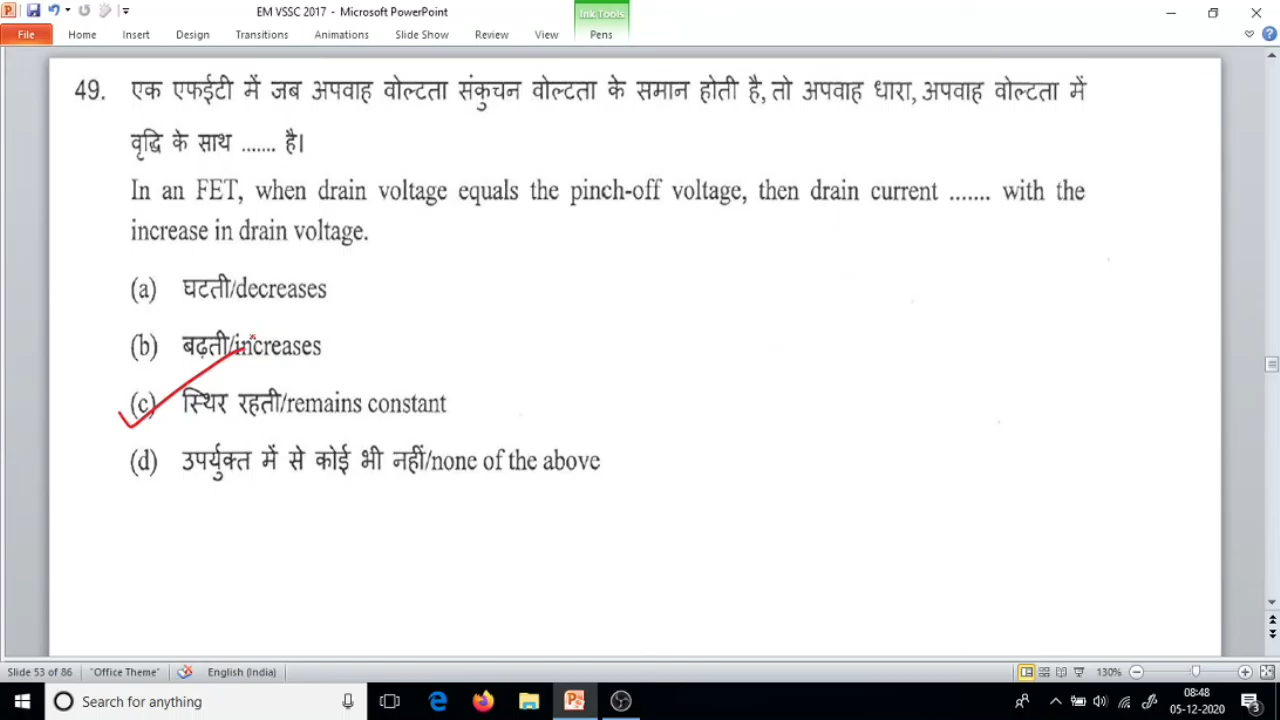 EM VSSC 2017 - Microsoft PowerPoint
Ink Tools
File Home Insert Design Transitions Animations Slide Show Review View Pens
49. एक एफईटी में जब अपवाह वोल्टता संकुचन वोल्टता के समान होती है, तो अपवाह धारा, अपवाह वोल्टता में
वृद्धि के साथ ....... है।
In an FET, when drain voltage equals the pinch-off voltage, then drain current ....... with the
increase in drain voltage.
(a) घटती/decreases
(b) बढ़ती/increases
(c) स्थिर रहती/remains constant
(d) उपर्युक्त में से कोई भी नहीं/none of the above
Slide 53 of 86 "Office Theme" English (India) 130%
Search for anything
08:48
05-12-2020
3